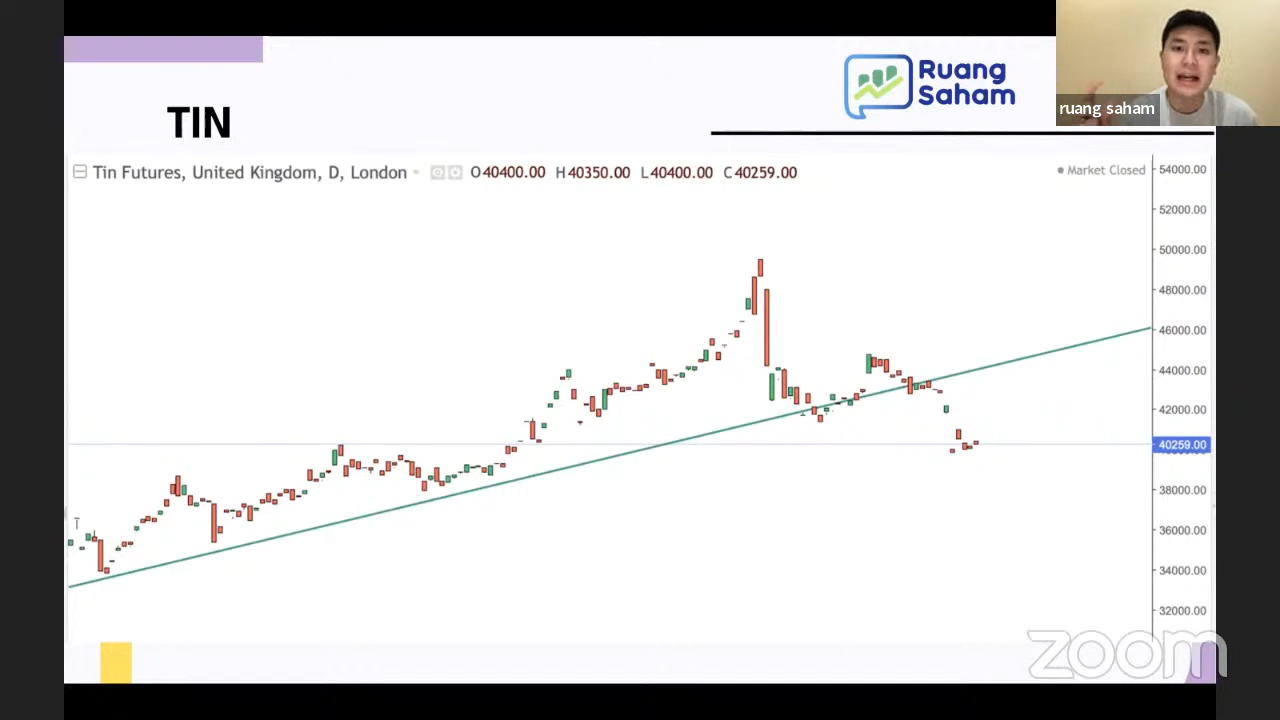 Ruang
Saham
ruang saham
TIN
Tin Futures, United Kingdom, D, London O40400.00 H40350.00 L40400.00 C40259.00
Market Closed
54000.00
52000.00
50000.00
48000.00
46000.00
44000.00
42000.00
40259.00
38000.00
36000.00
34000.00
32000.00
zoom